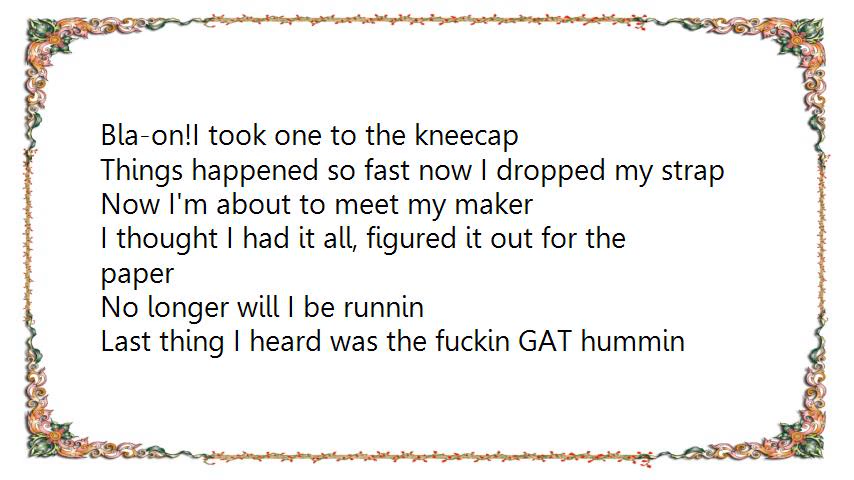 Bla-on!I took one to the kneecap
Things happened so fast now I dropped my strap
Now I'm about to meet my maker
I thought I had it all, figured it out for the
paper
No longer will I be runnin
Last thing I heard was the fuckin GAT hummin